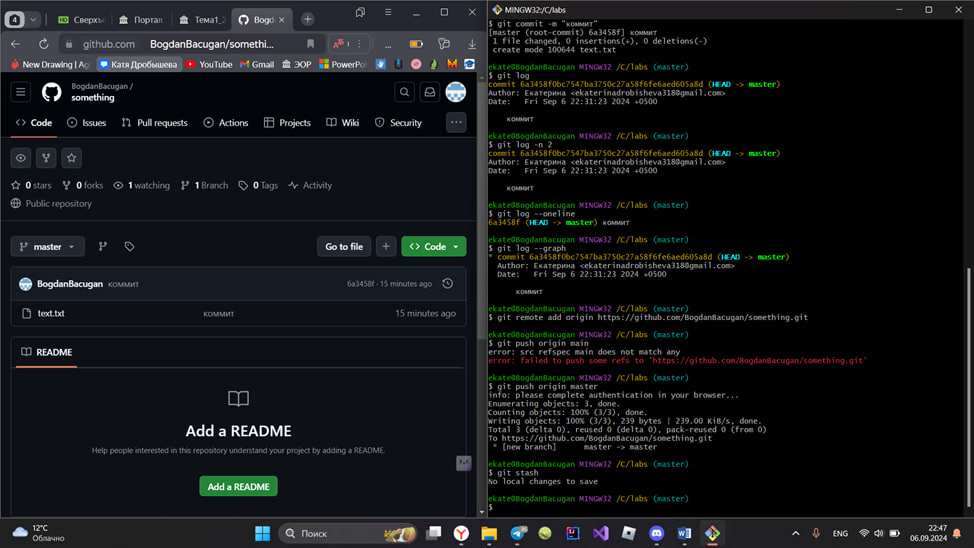 4
Сверхъ
Портал
Тема1_
Bogd
github.com
BogdanBacugan/somethi...
New Drawing | Ag
Катя Дробышева
YouTube
Gmail
ЭОР
PowerPoi
BogdanBacugan /
something
Code
Issues
Pull requests
Actions
Projects
Wiki
Security
0 stars
0 forks
1 watching
1 Branch
0 Tags
Activity
Public repository
master
Go to file
Code
BogdanBacugan коммит
6a3458f · 15 minutes ago
text.txt
коммит
15 minutes ago
README
Add a README
Help people interested in this repository understand your project by adding a README.
Add a README
MINGW32:/C/labs
$ git commit -m "коммит"
[master (root-commit) 6a3458f] коммит
1 file changed, 0 insertions(+), 0 deletions(-)
create mode 100644 text.txt
ekate@BogdanBacugan MINGW32 /C/labs (master)
$ git log
commit 6a3458f0bc7547ba3750c27a58f6fe6aed605a8d (HEAD -> master)
Author: Екатерина <ekaterinadrobisheva318@gmail.com>
Date: Fri Sep 6 22:31:23 2024 +0500
коммит
ekate@BogdanBacugan MINGW32 /C/labs (master)
$ git log -n 2
commit 6a3458f0bc7547ba3750c27a58f6fe6aed605a8d (HEAD -> master)
Author: Екатерина <ekaterinadrobisheva318@gmail.com>
Date: Fri Sep 6 22:31:23 2024 +0500
коммит
ekate@BogdanBacugan MINGW32 /C/labs (master)
$ git log --oneline
6a3458f (HEAD -> master) коммит
ekate@BogdanBacugan MINGW32 /C/labs (master)
$ git log --graph
* commit 6a3458f0bc7547ba3750c27a58f6fe6aed605a8d (HEAD -> master)
Author: Екатерина <ekaterinadrobisheva318@gmail.com>
Date: Fri Sep 6 22:31:23 2024 +0500
коммит
ekate@BogdanBacugan MINGW32 /C/labs (master)
$ git remote add origin https://github.com/BogdanBacugan/something.git
ekate@BogdanBacugan MINGW32 /C/labs (master)
$ git push origin main
error: src refspec main does not match any
error: failed to push some refs to 'https://github.com/BogdanBacugan/something.git'
ekate@BogdanBacugan MINGW32 /C/labs (master)
$ git push origin master
info: please complete authentication in your browser...
Enumerating objects: 3, done.
Counting objects: 100% (3/3), done.
Writing objects: 100% (3/3), 239 bytes | 239.00 KiB/s, done.
Total 3 (delta 0), reused 0 (delta 0), pack-reused 0 (from 0)
To https://github.com/BogdanBacugan/something.git
* [new branch] master -> master
ekate@BogdanBacugan MINGW32 /C/labs (master)
$ git stash
No local changes to save
ekate@BogdanBacugan MINGW32 /C/labs (master)
$
12°C
Облачно
Поиск
ENG
22:47
06.09.2024